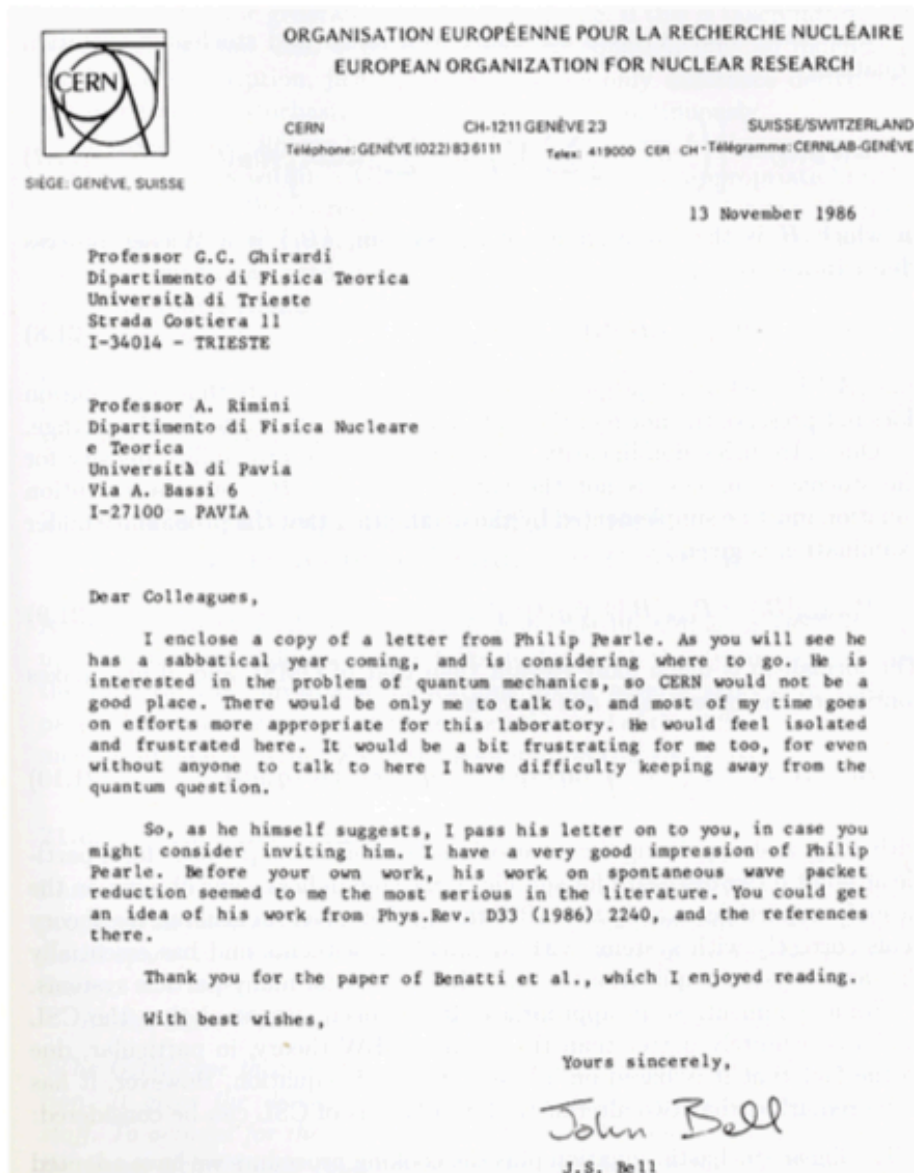 CERN
SIÈGE: GENÈVE, SUISSE
ORGANISATION EUROPÉENNE POUR LA RECHERCHE NUCLÉAIRE
EUROPEAN ORGANIZATION FOR NUCLEAR RESEARCH
CERN CH-1211 GENÈVE 23 SUISSE/SWITZERLAND
Téléphone: GENÈVE (022) 83 6111 Telex: 419000 CER CH - Télégramme: CERNLAB-GENÈVE
13 November 1986
Professor G.C. Ghirardi
Dipartimento di Fisica Teorica
Università di Trieste
Strada Costiera 11
I-34014 - TRIESTE
Professor A. Rimini
Dipartimento di Fisica Nucleare
e Teorica
Università di Pavia
Via A. Bassi 6
I-27100 - PAVIA
Dear Colleagues,
I enclose a copy of a letter from Philip Pearle. As you will see he
has a sabbatical year coming, and is considering where to go. He is
interested in the problem of quantum mechanics, so CERN would not be a
good place. There would be only me to talk to, and most of my time goes
on efforts more appropriate for this laboratory. He would feel isolated
and frustrated here. It would be a bit frustrating for me too, for even
without anyone to talk to here I have difficulty keeping away from the
quantum question.
So, as he himself suggests, I pass his letter on to you, in case you
might consider inviting him. I have a very good impression of Philip
Pearle. Before your own work, his work on spontaneous wave packet
reduction seemed to me the most serious in the literature. You could get
an idea of his work from Phys.Rev. D33 (1986) 2240, and the references
there.
Thank you for the paper of Benatti et al., which I enjoyed reading.
With best wishes,
Yours sincerely,
John Bell
J.S. Bell